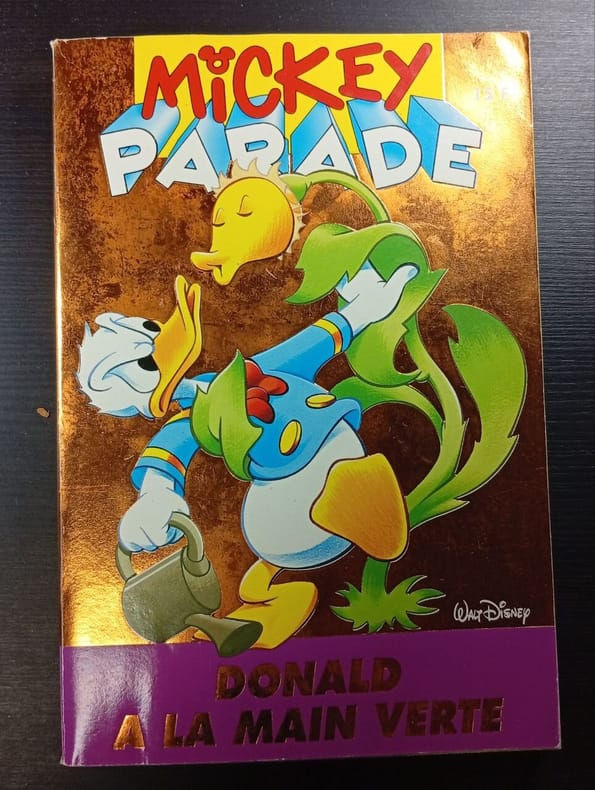 MiCKEY
PARADE
WALT DISNEY
DONALD
A LA MAIN VERTE